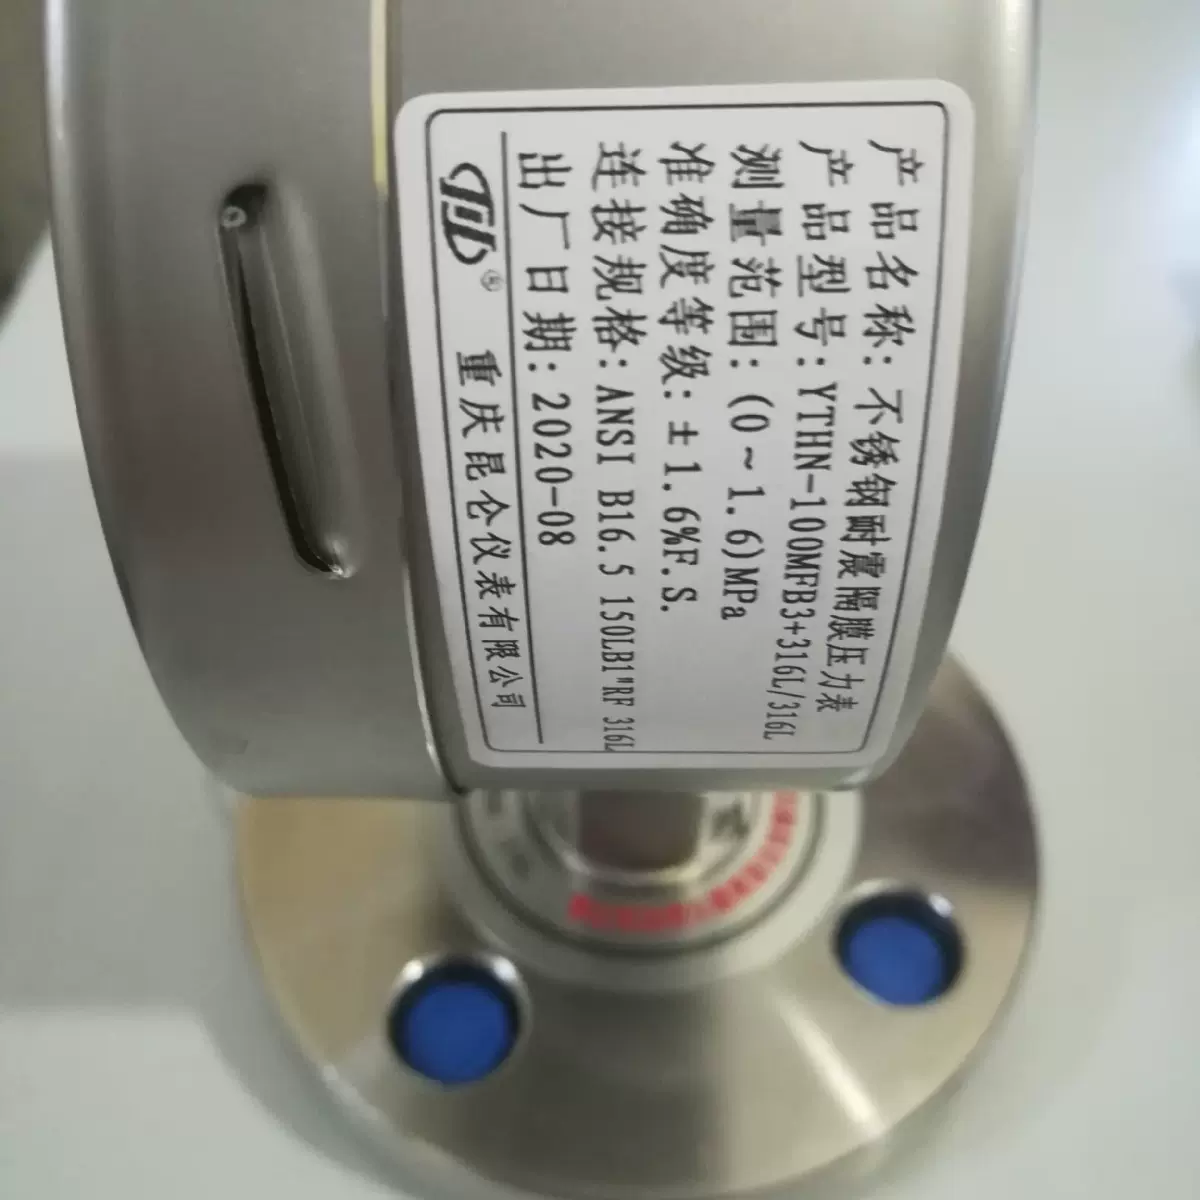 产品名称：不锈钢耐震隔膜压力表
产品型号：YTHN-100MFB3+316L/316L
测量范围：(0~1.6)MPa
准确度等级：±1.6%F.S.
连接规格：ANSI B16.5 150LB1"RF 316L
出厂日期：2020-08
® 重庆昆仑仪表有限公司